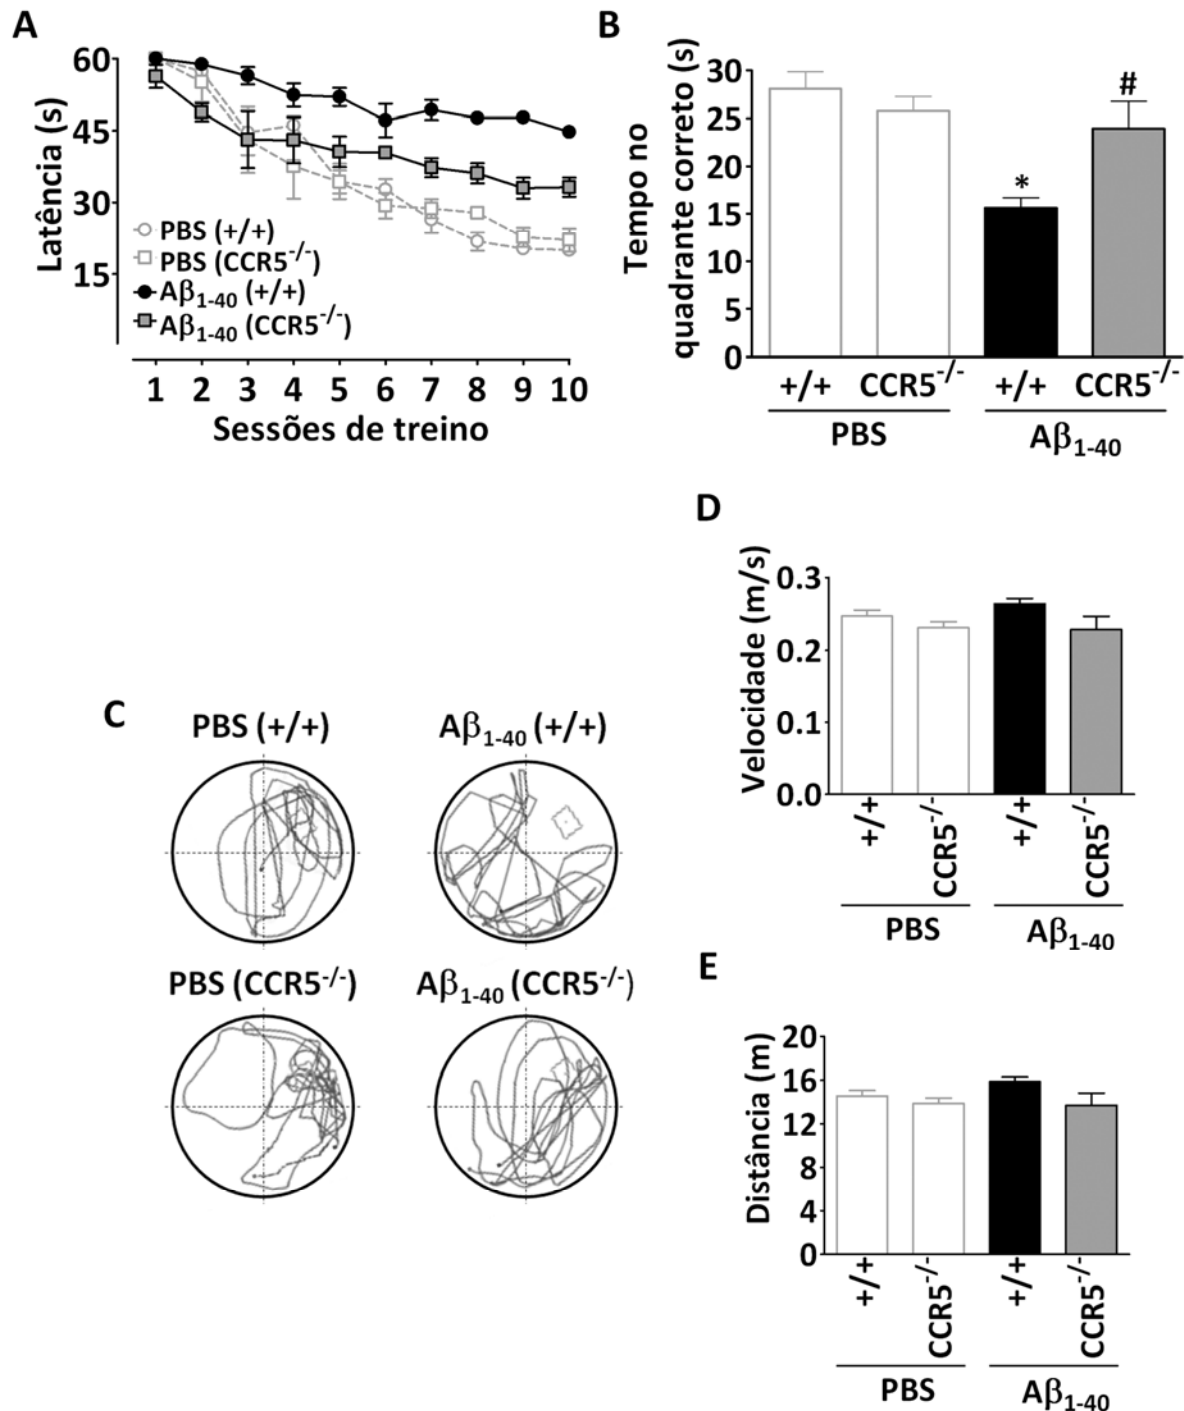 A
Latência (s)
60
45
30
15
PBS (+/+)
PBS (CCR5-/-)
Aβ1-40 (+/+)
Aβ1-40 (CCR5-/-)
1 2 3 4 5 6 7 8 9 10
Sessões de treino
B
Tempo no
quadrante correto (s)
30
25
20
15
10
5
0
*
#
+/+ CCR5-/- +/+ CCR5-/-
PBS Aβ1-40
C
PBS (+/+) Aβ1-40 (+/+)
PBS (CCR5-/-) Aβ1-40 (CCR5-/-)
D
Velocidade (m/s)
0.3
0.2
0.1
0.0
+/+ CCR5-/- +/+ CCR5-/-
PBS Aβ1-40
E
Distância (m)
20
16
12
8
4
0
+/+ CCR5-/- +/+ CCR5-/-
PBS Aβ1-40